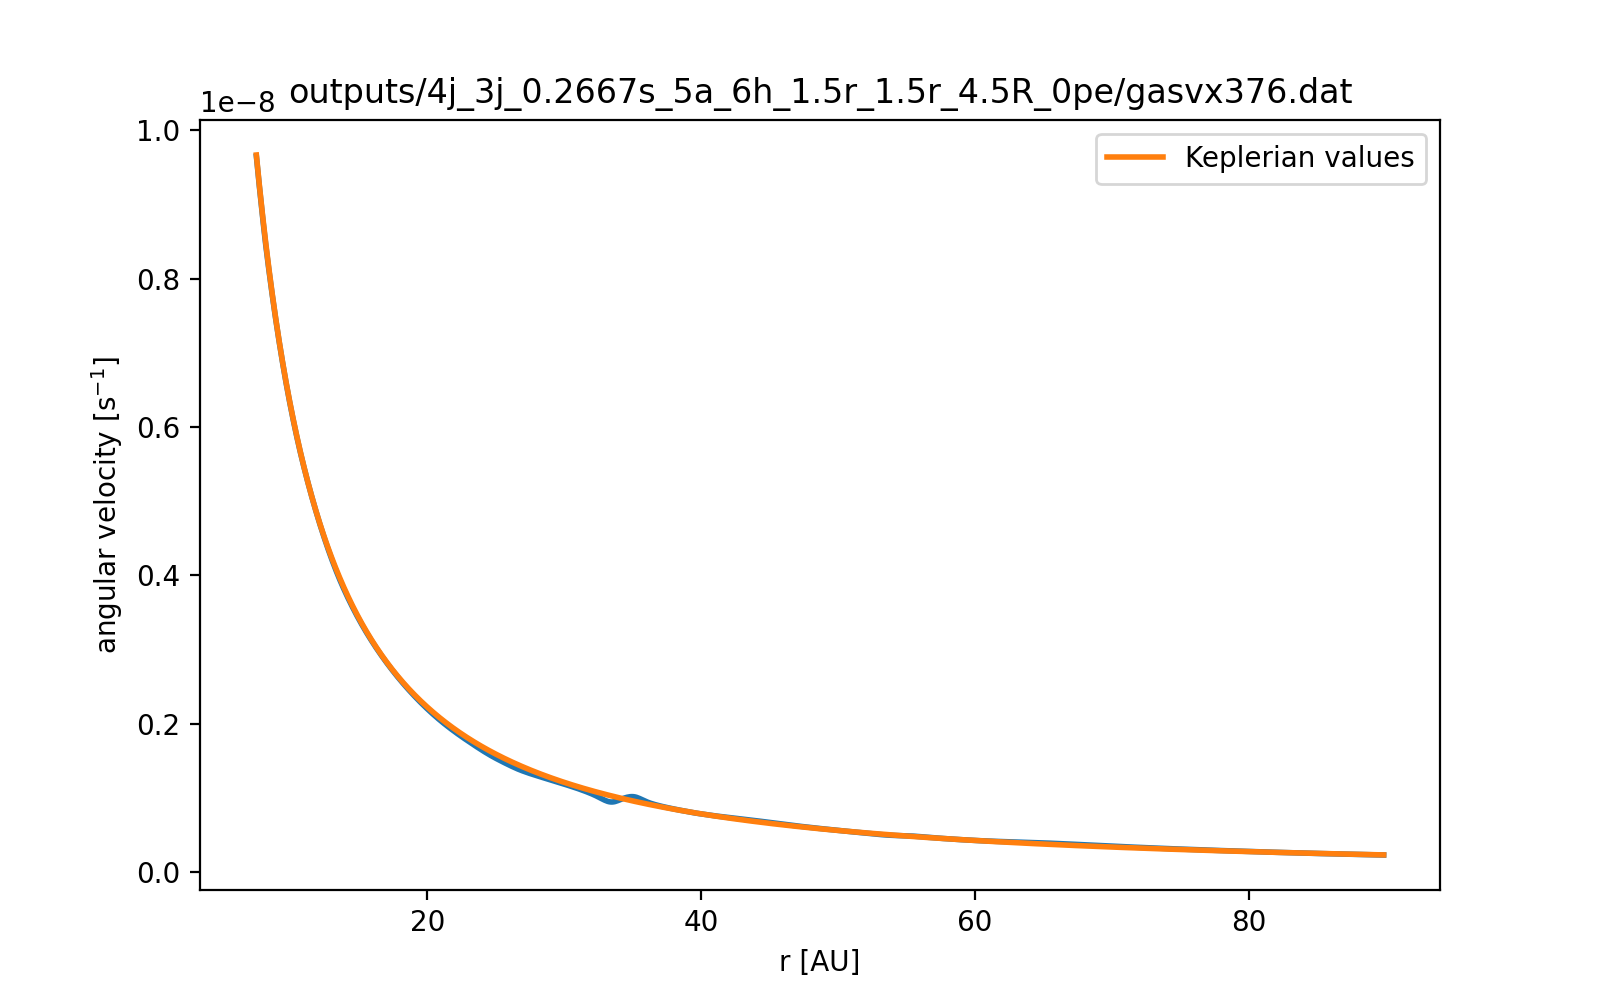 outputs/4j_3j_0.2667s_5a_6h_1.5r_1.5r_4.5R_0pe/gasvx376.dat
1e−8
Keplerian values
1.0
0.8
0.6
0.4
0.2
0.0
angular velocity [s⁻¹]
20 40 60 80
r [AU]